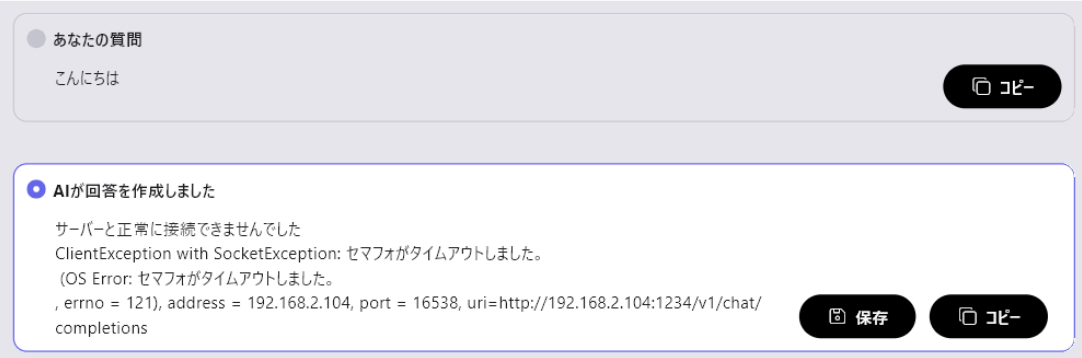 あなたの質問
こんにちは
コピー
AIが回答を作成しました
サーバーと正常に接続できませんでした
ClientException with SocketException: セマフォがタイムアウトしました。
(OS Error: セマフォがタイムアウトしました。
, errno = 121), address = 192.168.2.104, port = 16538, uri=http://192.168.2.104:1234/v1/chat/
completions
保存
コピー